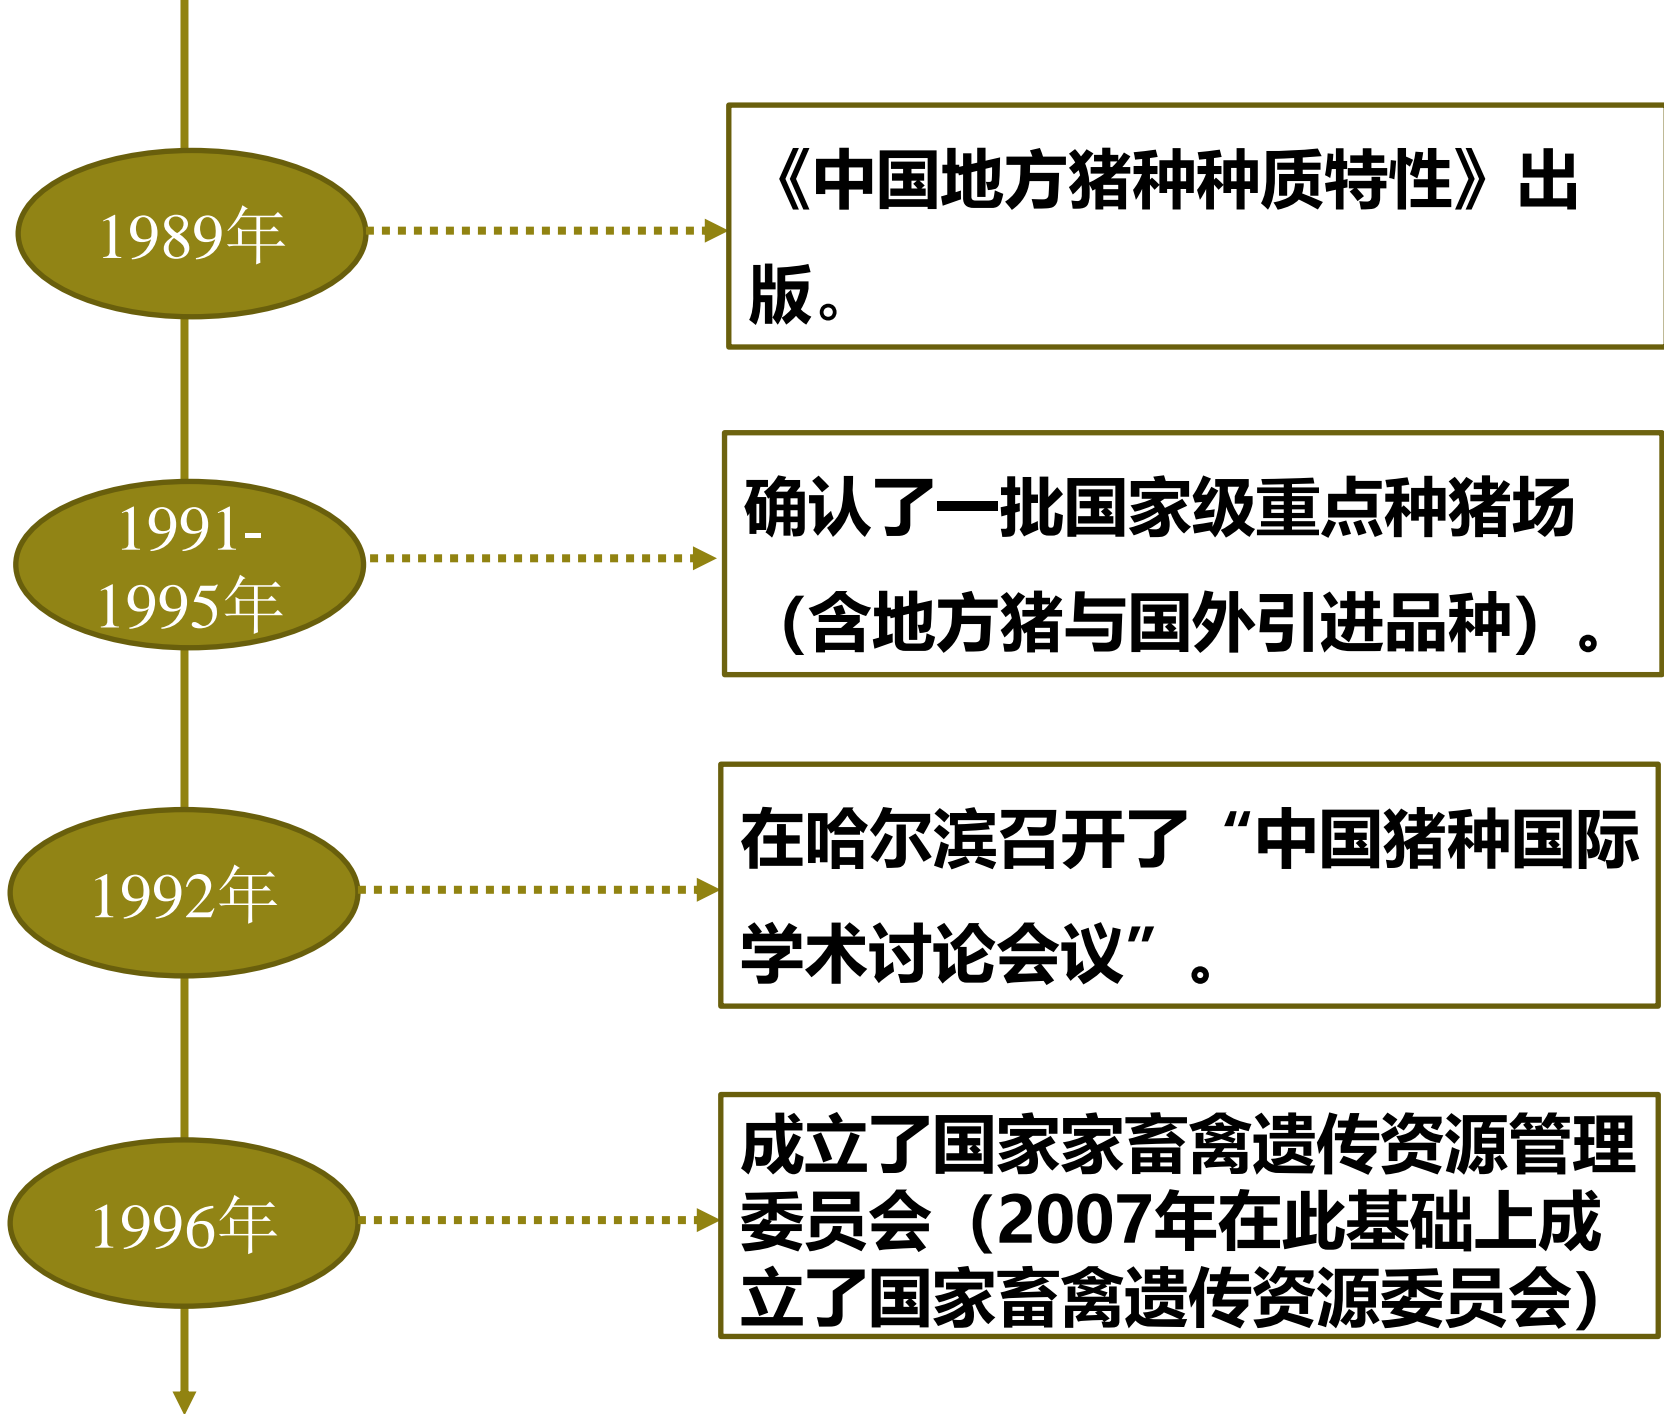 1989年
《中国地方猪种种质特性》出
版。
1991-
1995年
确认了一批国家级重点种猪场
（含地方猪与国外引进品种）。
1992年
在哈尔滨召开了“中国猪种国际
学术讨论会议”。
1996年
成立了国家家畜禽遗传资源管理
委员会（2007年在此基础上成
立了国家畜禽遗传资源委员会）